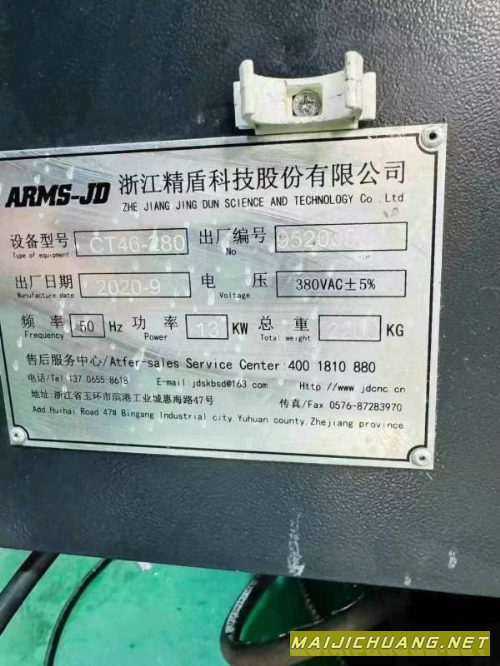 ARMS-JD 浙江精盾科技股份有限公司
ZHE JIANG JING DUN SCIENCE AND TECHNOLOGY Co.,Ltd.
设备型号 CT46-280 出厂编号
Type of equipment No
出厂日期 2020-9 电压 380VAC±5%
Manufacture date Voltage
频率 50 Hz 功率 13 KW 总重 KG
Frequency Power Total weight
售后服务中心/Atfer-sales Service Center:400 1810 880
电话/Tel 137 0655 8618 E-mail jdskbsd@163.com Http://www.jdcnc.cn
地址:浙江省玉环市滨港工业城惠海路47号 传真/Fax 0576-87283970
Add.Huihai Road 47# Bingang Industrial city Yuhuan county, Zhejiang province
MAIJICHUANG.NET